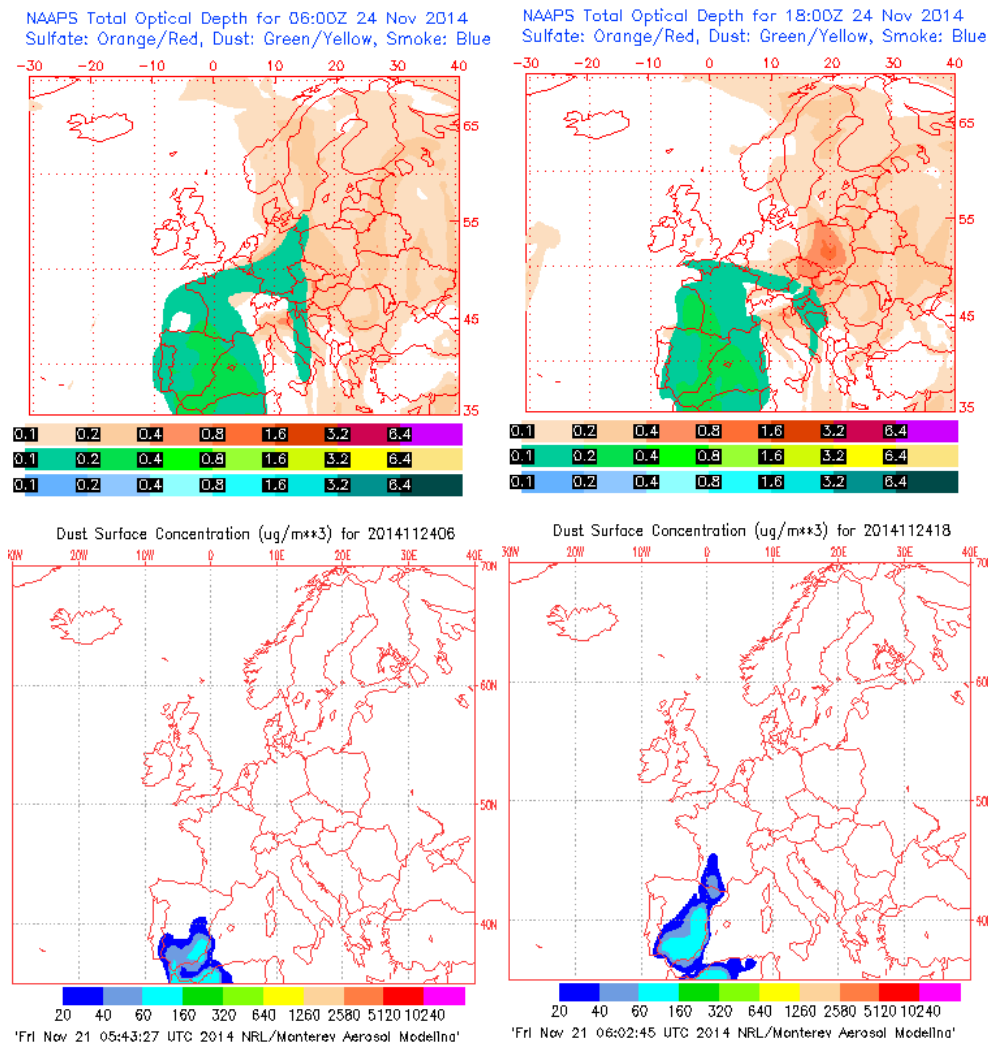 NAAPS Total Optical Depth for 06:00Z 24 Nov 2014
Sulfate: Orange/Red, Dust: Green/Yellow, Smoke: Blue
-30 -20 -10 0 10 20 30 40
65
55
45
35
0.1 0.2 0.4 0.8 1.6 3.2 6.4
0.1 0.2 0.4 0.8 1.6 3.2 6.4
0.1 0.2 0.4 0.8 1.6 3.2 6.4
NAAPS Total Optical Depth for 18:00Z 24 Nov 2014
Sulfate: Orange/Red, Dust: Green/Yellow, Smoke: Blue
-30 -20 -10 0 10 20 30 40
65
55
45
35
0.1 0.2 0.4 0.8 1.6 3.2 6.4
0.1 0.2 0.4 0.8 1.6 3.2 6.4
0.1 0.2 0.4 0.8 1.6 3.2 6.4
Dust Surface Concentration (ug/m**3) for 2014112406
30W 20W 10W 0 10E 20E 30E 40E
70N
60N
50N
40N
20 40 60 160 320 640 1260 2580 5120 10240
'Fri Nov 21 05:43:27 UTC 2014 NRL/Monterey Aerosol Modeling'
Dust Surface Concentration (ug/m**3) for 2014112418
30W 20W 10W 0 10E 20E 30E 40E
70N
60N
50N
40N
20 40 60 160 320 640 1260 2580 5120 10240
'Fri Nov 21 06:02:45 UTC 2014 NRL/Monterey Aerosol Modeling'